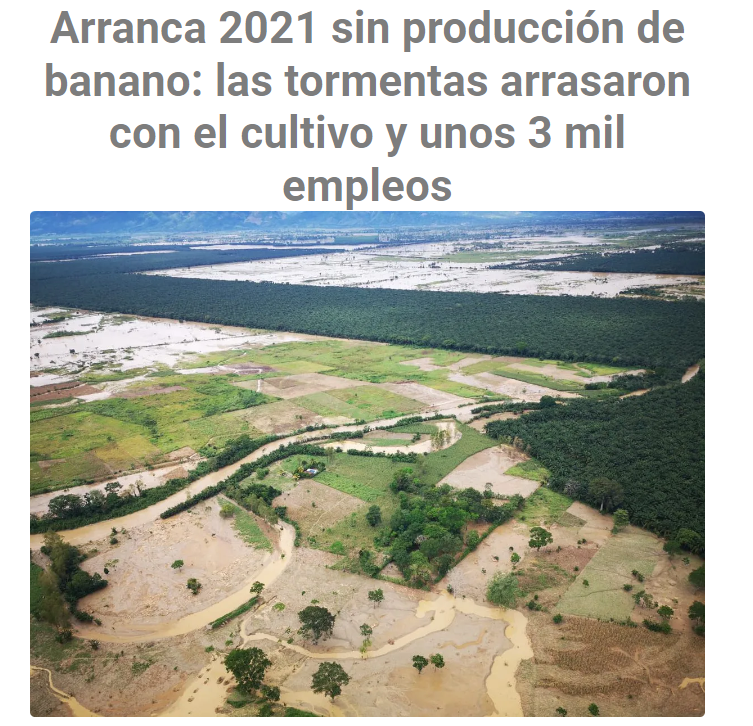 Arranca 2021 sin producción de
banano: las tormentas arrasaron
con el cultivo y unos 3 mil
empleos